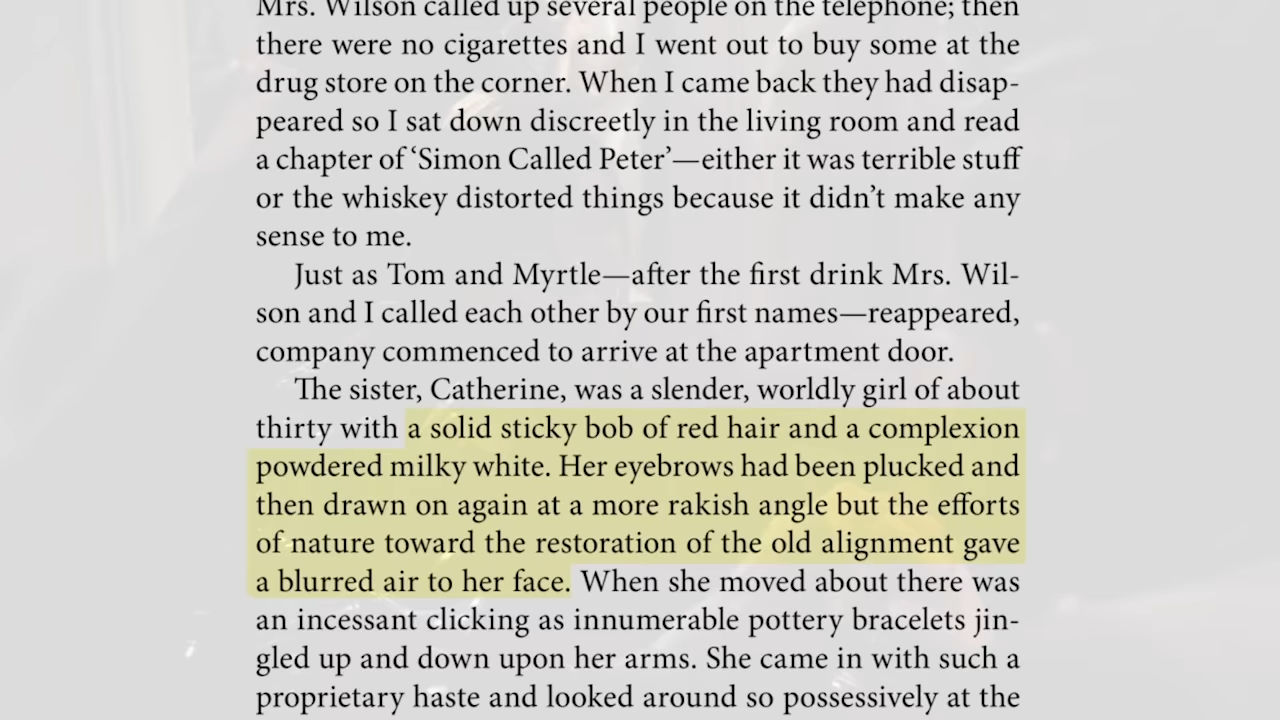 Mrs. Wilson called up several people on the telephone; then
there were no cigarettes and I went out to buy some at the
drug store on the corner. When I came back they had disap-
peared so I sat down discreetly in the living room and read
a chapter of ‘Simon Called Peter’—either it was terrible stuff
or the whiskey distorted things because it didn’t make any
sense to me.
Just as Tom and Myrtle—after the first drink Mrs. Wil-
son and I called each other by our first names—reappeared,
company commenced to arrive at the apartment door.
The sister, Catherine, was a slender, worldly girl of about
thirty with a solid sticky bob of red hair and a complexion
powdered milky white. Her eyebrows had been plucked and
then drawn on again at a more rakish angle but the efforts
of nature toward the restoration of the old alignment gave
a blurred air to her face. When she moved about there was
an incessant clicking as innumerable pottery bracelets jin-
gled up and down upon her arms. She came in with such a
proprietary haste and looked around so possessively at the